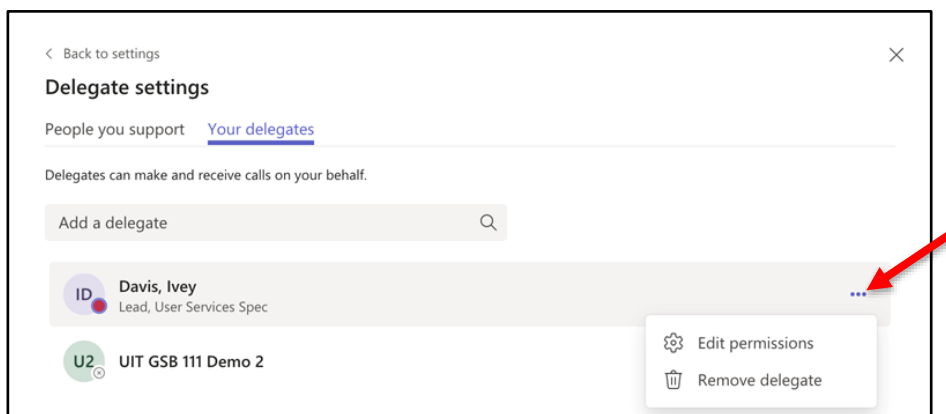 Back to settings
Delegate settings
People you support Your delegates
Delegates can make and receive calls on your behalf.
Add a delegate
ID Davis, Ivey
Lead, User Services Spec
Edit permissions
U2 UIT GSB 111 Demo 2
Remove delegate